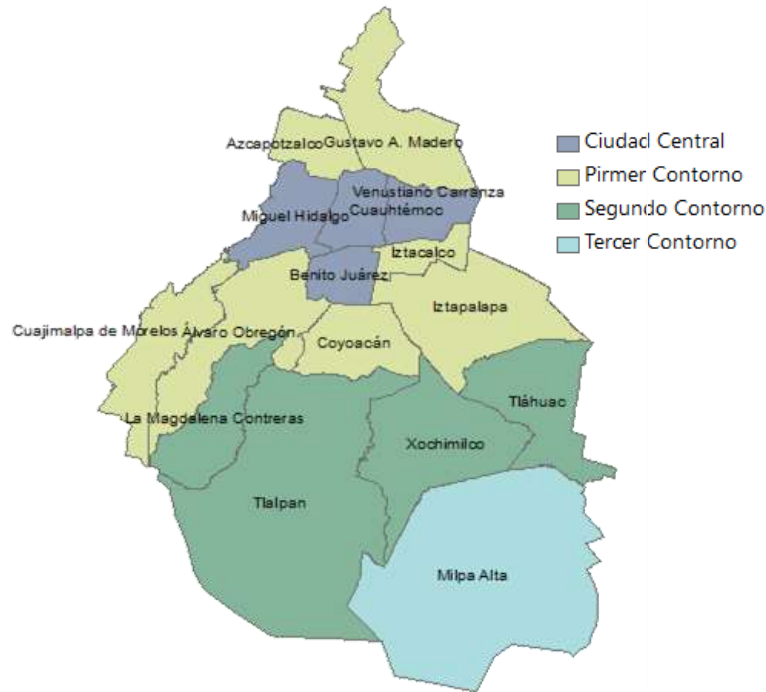 Azcapotzalco
Gustavo A. Madero
Ciudad Central
Pirmer Contorno
Segundo Contorno
Tercer Contorno
Venustiano Carranza
Miguel Hidalgo
Cuauhtémoc
Iztacalco
Benito Juárez
Iztapalapa
Cuajimalpa de Morelos
Álvaro Obregón
Coyoacán
Tláhuac
La Magdalena Contreras
Xochimilco
Tlalpan
Milpa Alta